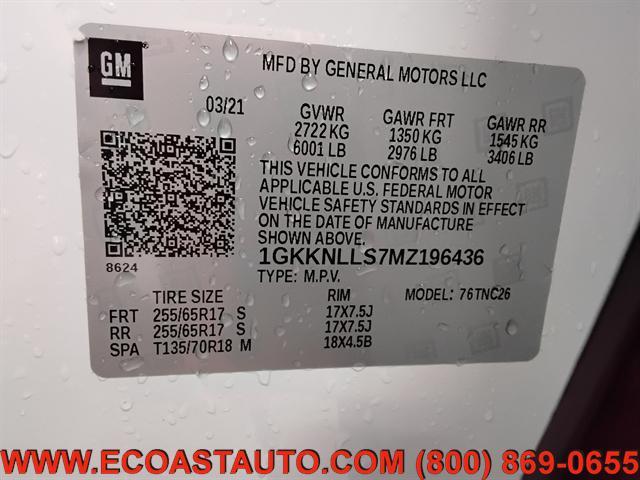 GM
MFD BY GENERAL MOTORS LLC
03/21
GVWR GAWR FRT GAWR RR
2722 KG 1350 KG 1545 KG
6001 LB 2976 LB 3406 LB
THIS VEHICLE CONFORMS TO ALL
APPLICABLE U.S. FEDERAL MOTOR
VEHICLE SAFETY STANDARDS IN EFFECT
ON THE DATE OF MANUFACTURE
SHOWN ABOVE.
8624
1GKKNLLS7MZ196436
TYPE: M.P.V. MODEL: 76TNC26
TIRE SIZE RIM
FRT 255/65R17 S 17X7.5J
RR 255/65R17 S 17X7.5J
SPA T135/70R18 M 18X4.5B
WWW.ECOASTAUTO.COM (800) 869-0655